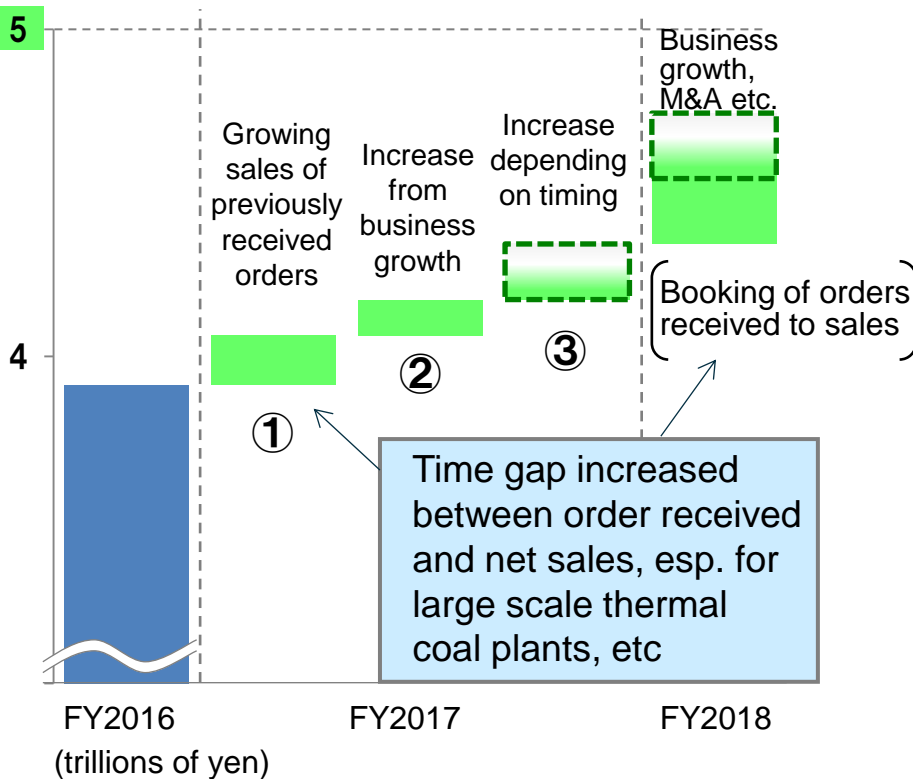 5
4
Growing
sales of
previously
received
orders
①
Increase
from
business
growth
②
Increase
depending
on timing
③
Business
growth,
M&A etc.
Booking of orders
received to sales
Time gap increased
between order received
and net sales, esp. for
large scale thermal
coal plants, etc
FY2016
FY2017
FY2018
(trillions of yen)